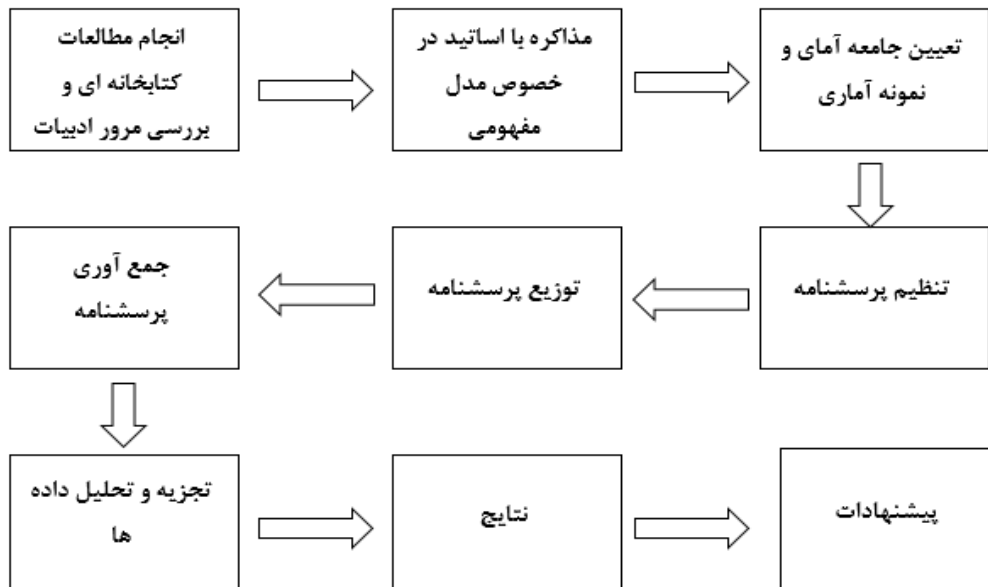 انجام مطالعات
کتابخانه ای و
بررسی مرور ادبیات
مذاکره با اساتید در
خصوص مدل
مفهومی
تعیین جامعه آمای و
نمونه آماری
تنظیم پرسشنامه
توزیع پرسشنامه
جمع آوری
پرسشنامه
تجزیه و تحلیل داده
ها
نتایج
پیشنهادات